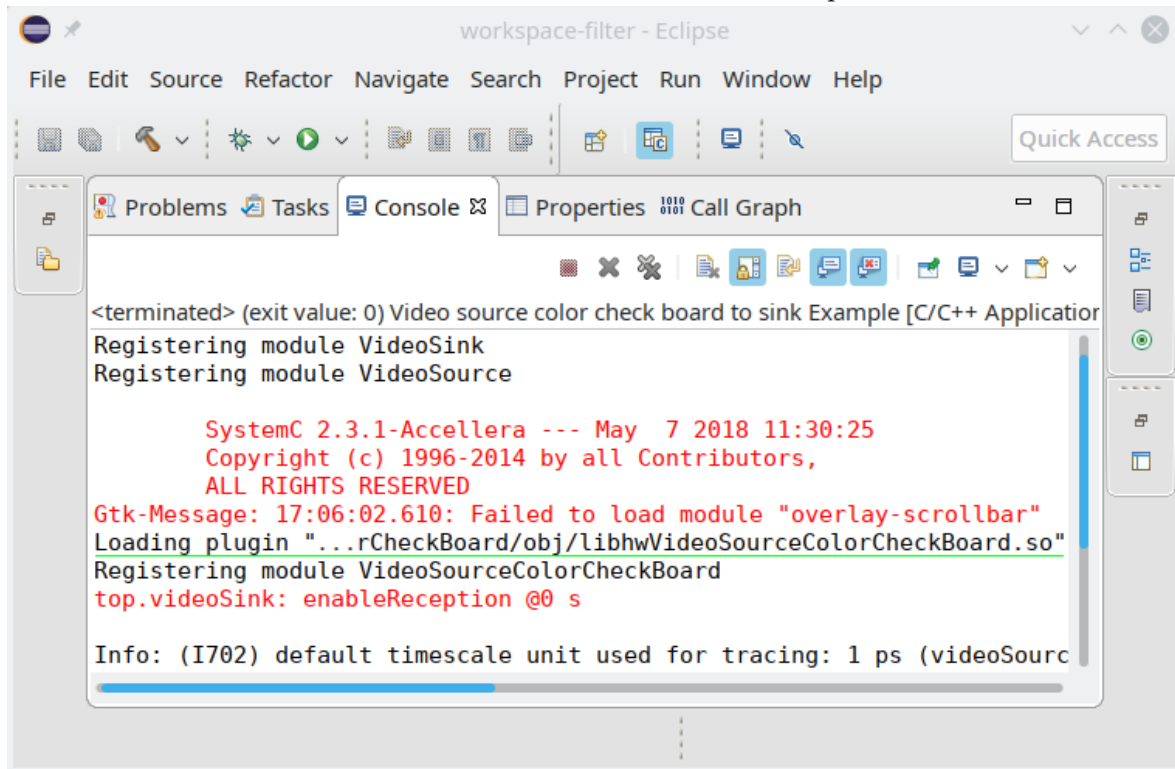 workspace-filter - Eclipse
File Edit Source Refactor Navigate Search Project Run Window Help
Quick Access
Problems Tasks Console Properties Call Graph
<terminated> (exit value: 0) Video source color check board to sink Example [C/C++ Application
Registering module VideoSink
Registering module VideoSource
SystemC 2.3.1-Accellera --- May  7 2018 11:30:25
Copyright (c) 1996-2014 by all Contributors,
ALL RIGHTS RESERVED
Gtk-Message: 17:06:02.610: Failed to load module "overlay-scrollbar"
Loading plugin "...rCheckBoard/obj/libhwVideoSourceColorCheckBoard.so"
Registering module VideoSourceColorCheckBoard
top.videoSink: enableReception @0 s
Info: (I702) default timescale unit used for tracing: 1 ps (videoSourc